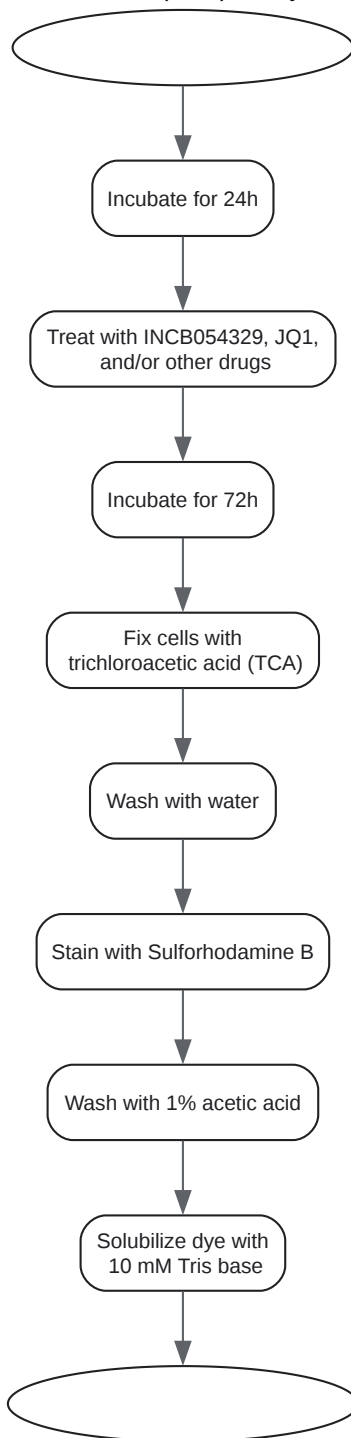 Incubate for 24h
Treat with INCB054329, JQ1,
and/or other drugs
Incubate for 72h
Fix cells with
trichloroacetic acid (TCA)
Wash with water
Stain with Sulforhodamine B
Wash with 1% acetic acid
Solubilize dye with
10 mM Tris base